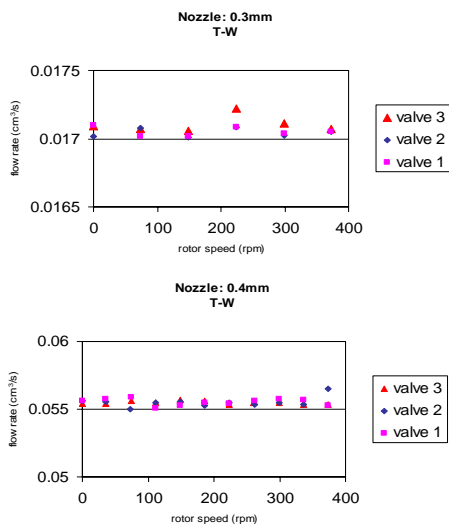 Nozzle: 0.3mm
T-W
0.0175
0.017
0.0165
flow rate (cm³/s)
0 100 200 300 400
rotor speed (rpm)
valve 3
valve 2
valve 1
Nozzle: 0.4mm
T-W
0.06
0.055
0.05
flow rate (cm³/s)
0 100 200 300 400
rotor speed (rpm)
valve 3
valve 2
valve 1